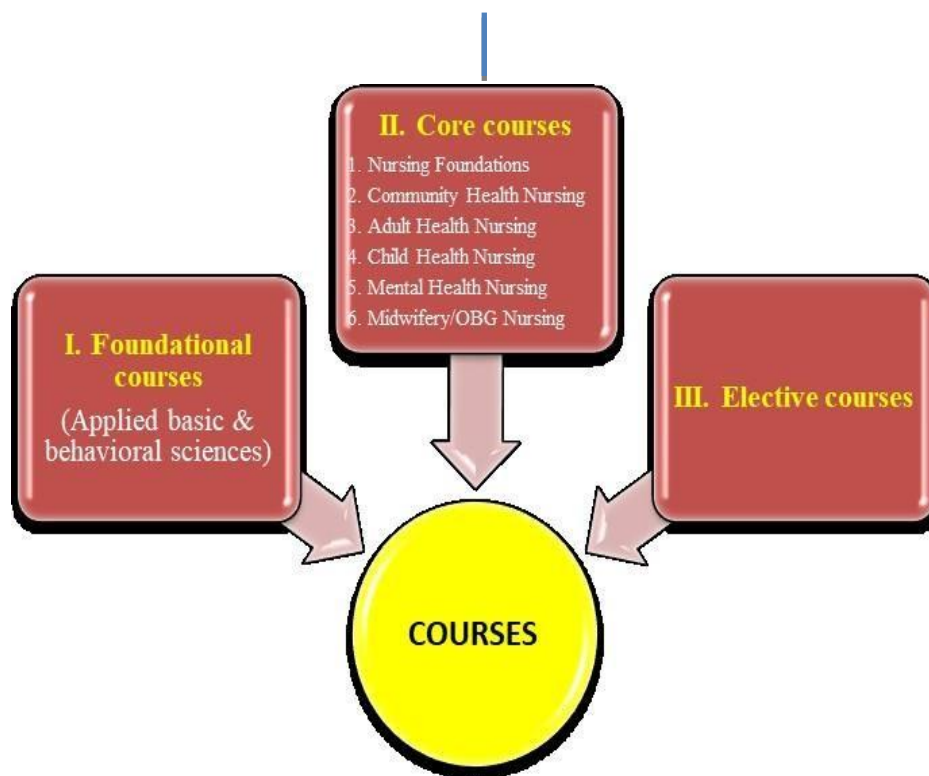 II. Core courses
1. Nursing Foundations
2. Community Health Nursing
3. Adult Health Nursing
4. Child Health Nursing
5. Mental Health Nursing
6. Midwifery/OBG Nursing
I. Foundational
courses
(Applied basic &
behavioral sciences)
III. Elective courses
COURSES